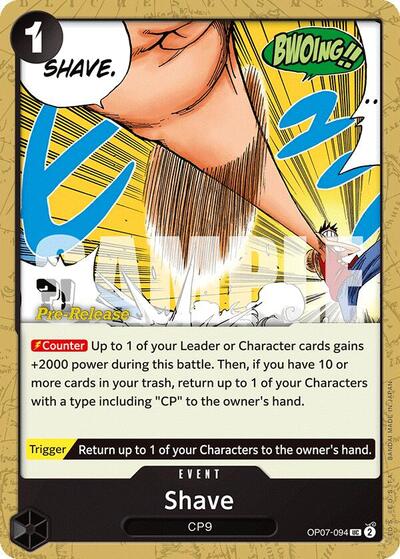 1
SHAVE.
BWOING!!
SAMPLE
Pre-Release
Counter Up to 1 of your Leader or Character cards gains
+2000 power during this battle. Then, if you have 10 or
more cards in your trash, return up to 1 of your Characters
with a type including "CP" to the owner's hand.
Trigger Return up to 1 of your Characters to the owner's hand.
EVENT
Shave
CP9
OP07-094 UC 2